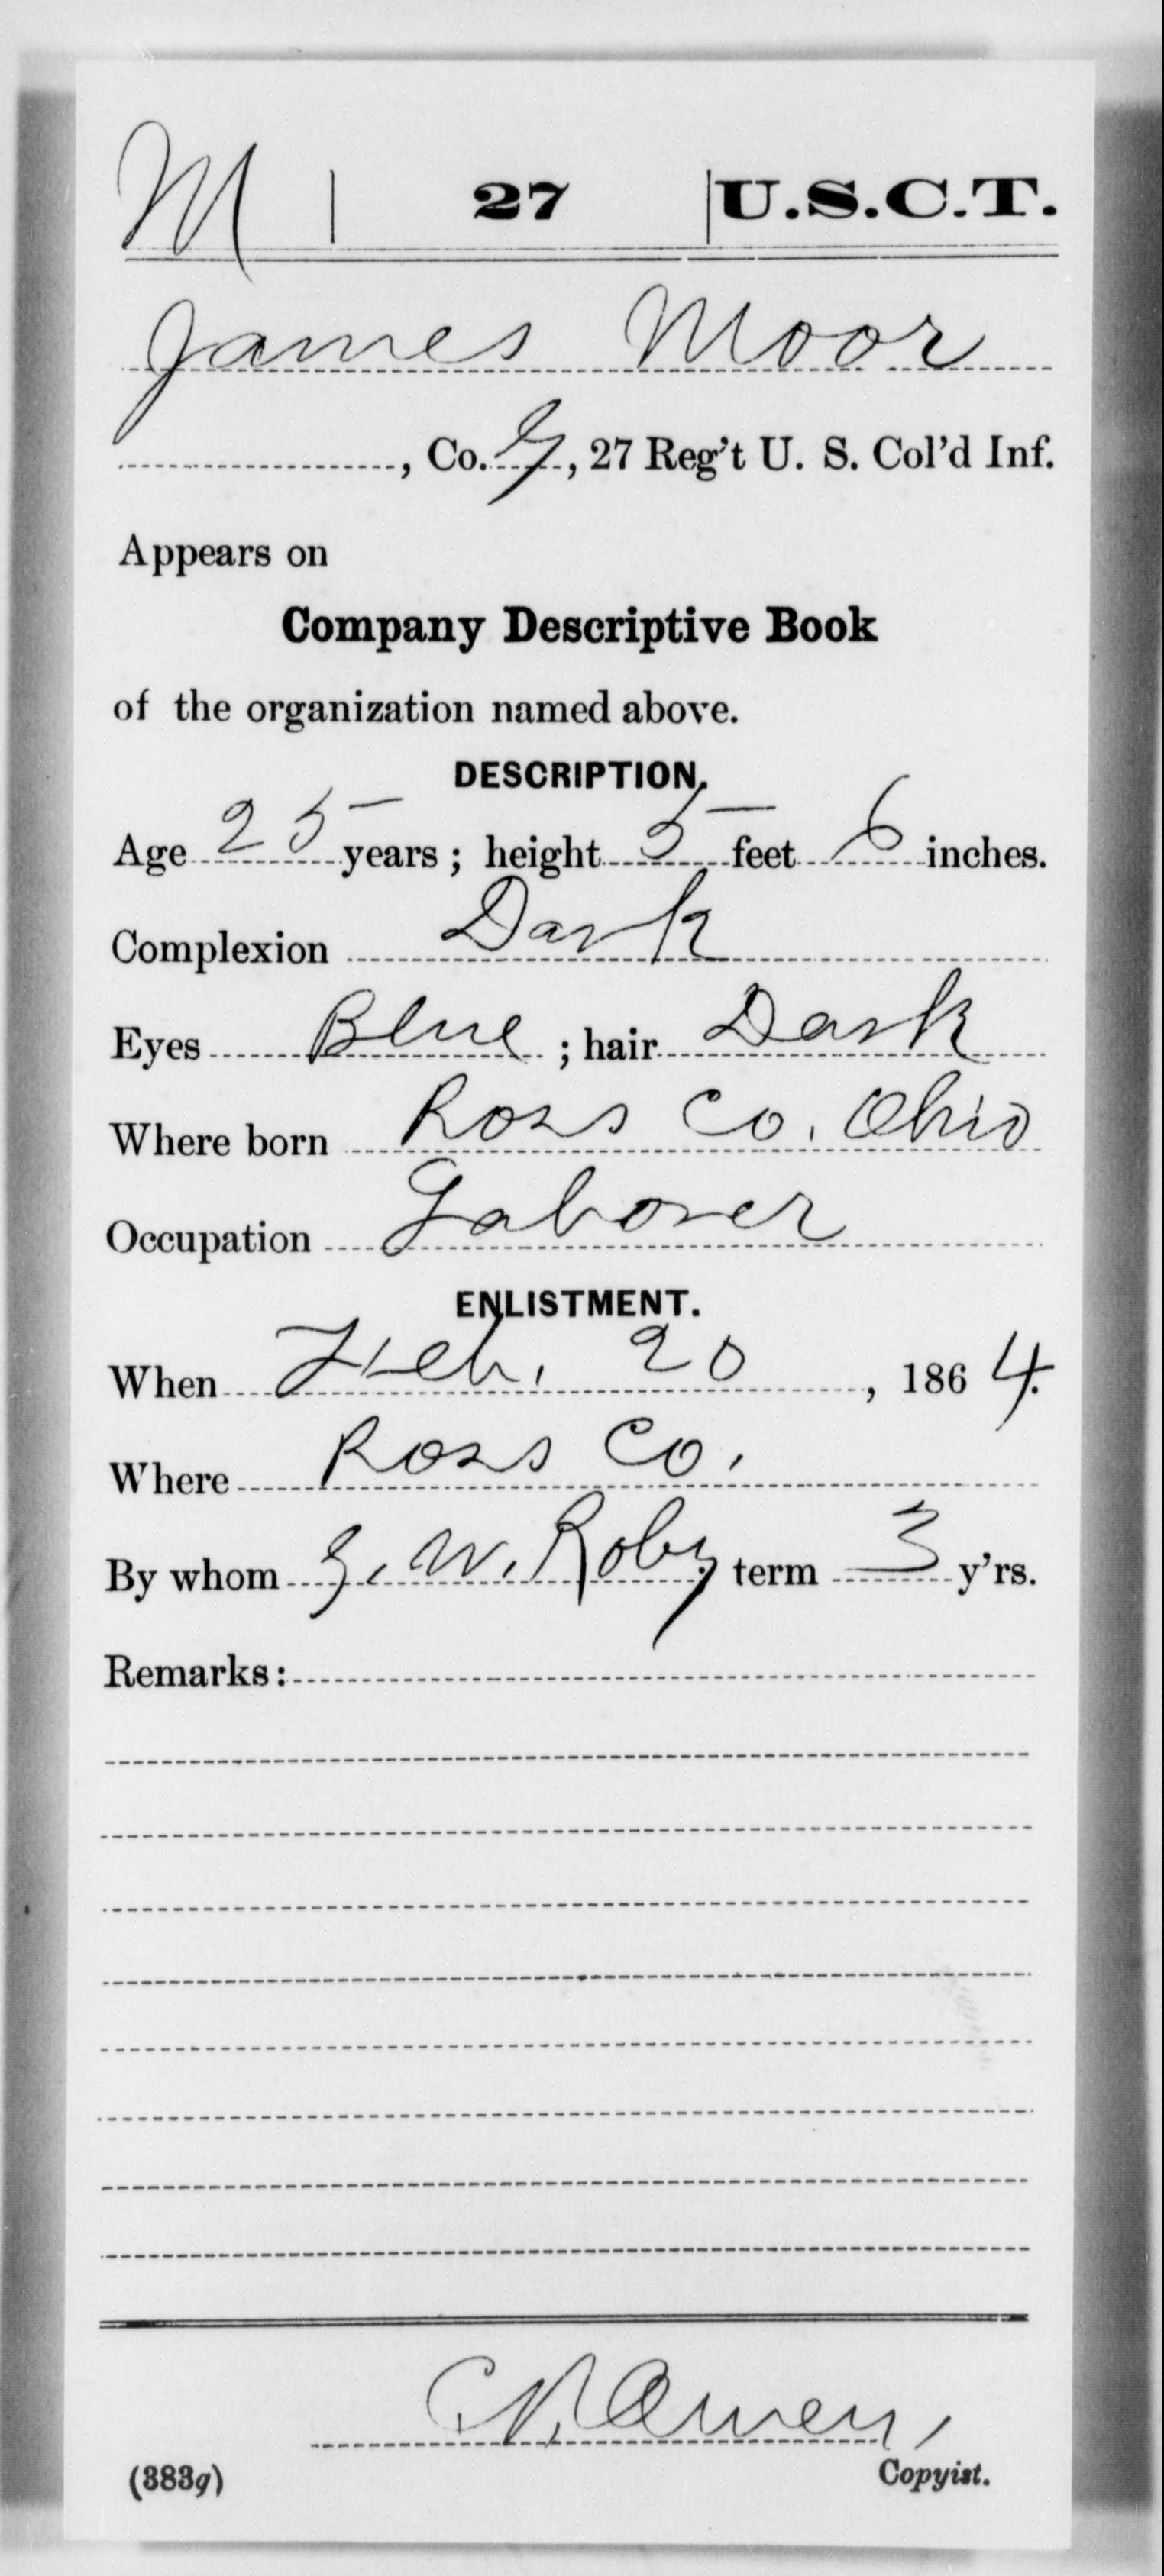 M | 27 | U.S.C.T.
James Moor
, Co. G, 27 Reg't U. S. Col'd Inf.
Appears on
Company Descriptive Book
of the organization named above.
DESCRIPTION.
Age 25 years; height 5 feet 6 inches.
Complexion Dark
Eyes Blue; hair Dark
Where born Ross Co. Ohio
Occupation Laborer
ENLISTMENT.
When Feb. 20, 1864.
Where Ross Co.
By whom G. W. Roby term 3 y'rs.
Remarks:
Owen,
(383g) Copyist.